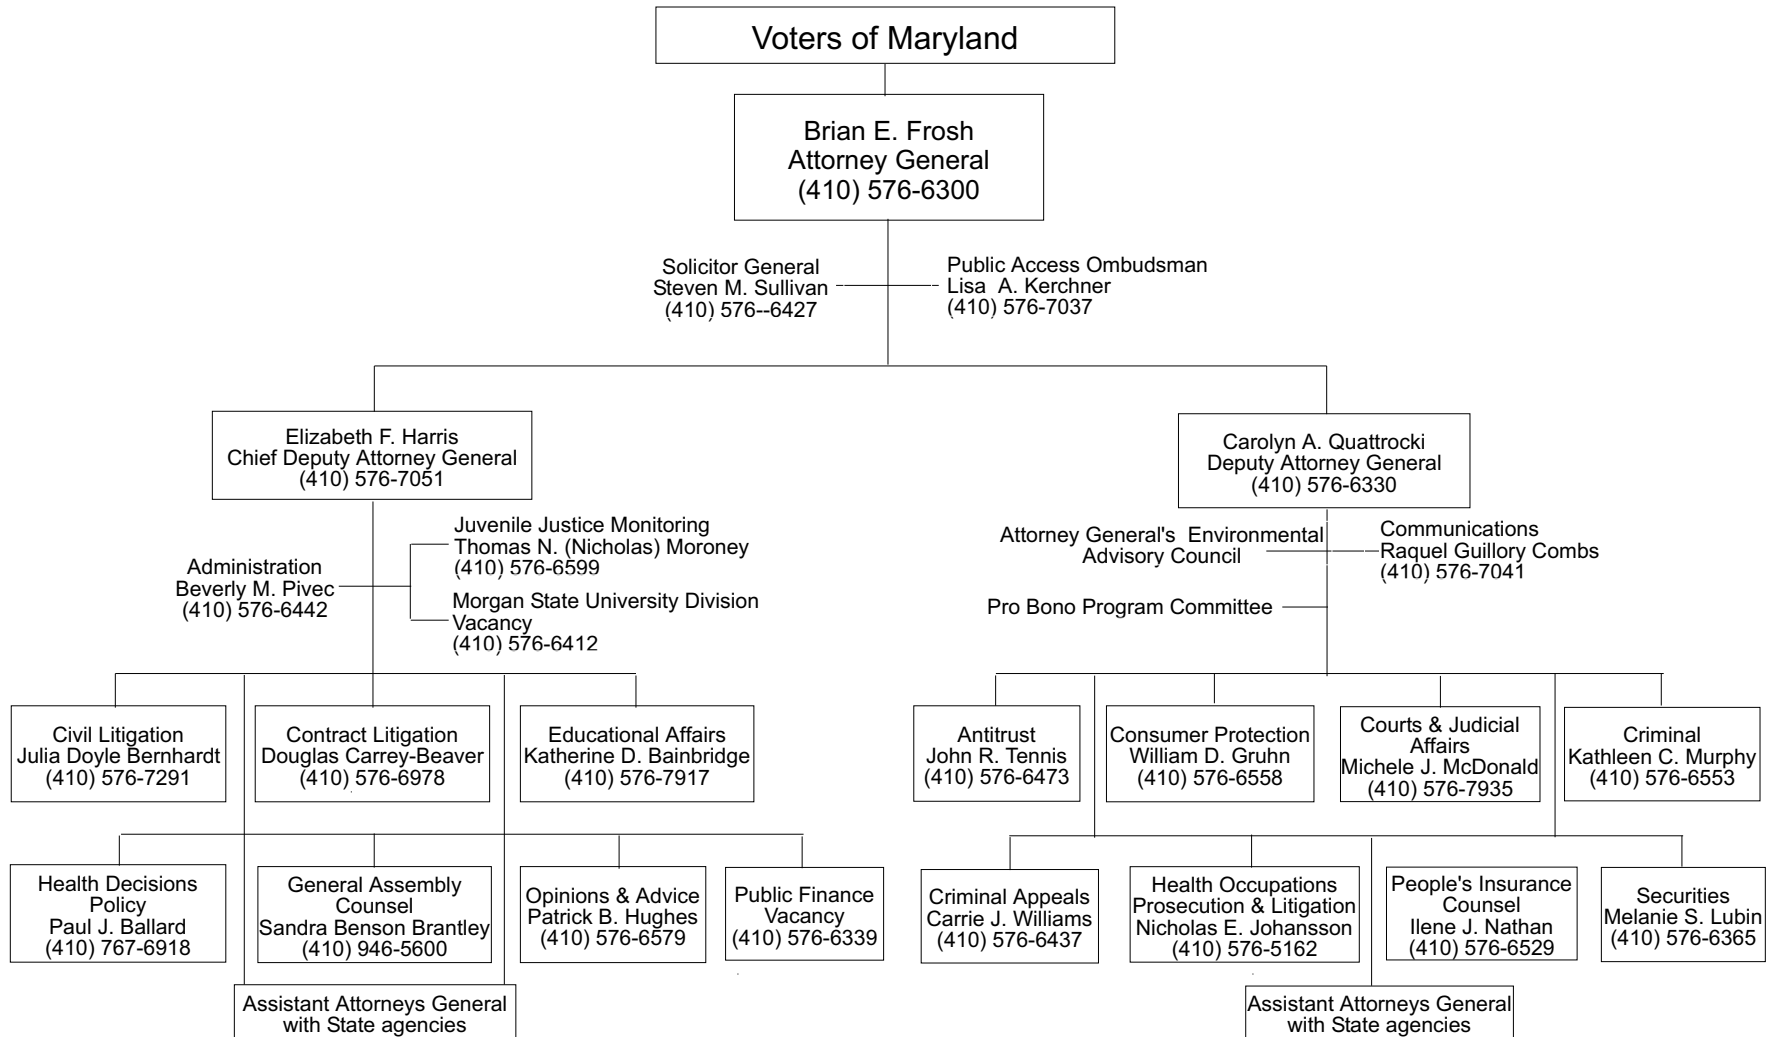 Voters of Maryland
Brian E. Frosh
Attorney General
(410) 576-6300
Solicitor General
Steven M. Sullivan
(410) 576--6427
Public Access Ombudsman
Lisa A. Kerchner
(410) 576-7037
Elizabeth F. Harris
Chief Deputy Attorney General
(410) 576-7051
Carolyn A. Quattrocki
Deputy Attorney General
(410) 576-6330
Administration
Beverly M. Pivec
(410) 576-6442
Juvenile Justice Monitoring
Thomas N. (Nicholas) Moroney
(410) 576-6599
Morgan State University Division
Vacancy
(410) 576-6412
Attorney General's Environmental
Advisory Council
Communications
Raquel Guillory Combs
(410) 576-7041
Pro Bono Program Committee
Civil Litigation
Julia Doyle Bernhardt
(410) 576-7291
Contract Litigation
Douglas Carrey-Beaver
(410) 576-6978
Educational Affairs
Katherine D. Bainbridge
(410) 576-7917
Antitrust
John R. Tennis
(410) 576-6473
Consumer Protection
William D. Gruhn
(410) 576-6558
Courts & Judicial
Affairs
Michele J. McDonald
(410) 576-7935
Criminal
Kathleen C. Murphy
(410) 576-6553
Health Decisions
Policy
Paul J. Ballard
(410) 767-6918
General Assembly
Counsel
Sandra Benson Brantley
(410) 946-5600
Opinions & Advice
Patrick B. Hughes
(410) 576-6579
Public Finance
Vacancy
(410) 576-6339
Criminal Appeals
Carrie J. Williams
(410) 576-6437
Health Occupations
Prosecution & Litigation
Nicholas E. Johansson
(410) 576-5162
People's Insurance
Counsel
Ilene J. Nathan
(410) 576-6529
Securities
Melanie S. Lubin
(410) 576-6365
Assistant Attorneys General
with State agencies
Assistant Attorneys General
with State agencies